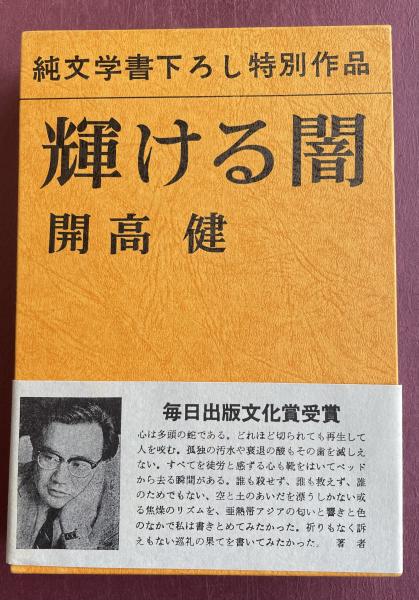 純文学書下ろし特別作品
輝ける闇
開高 健
毎日出版文化賞受賞
心は多頭の蛇である。どれほど切られても再生して
人を咬む。孤独の汚水や衰退の酸もその歯を滅しえ
ない。すべてを徒労と感ずる心も靴をはいてベッド
から去る瞬間がある。誰も殺せず、誰も救えず、誰
のためでもない、空と土のあいだを漂うしかない或
る焦燥のリズムを、亜熱帯アジアの匂いと響きと色
のなかで私は書きとめてみたかった。祈りもなく訴
えもない巡礼の果てを書いてみたかった。 著 者